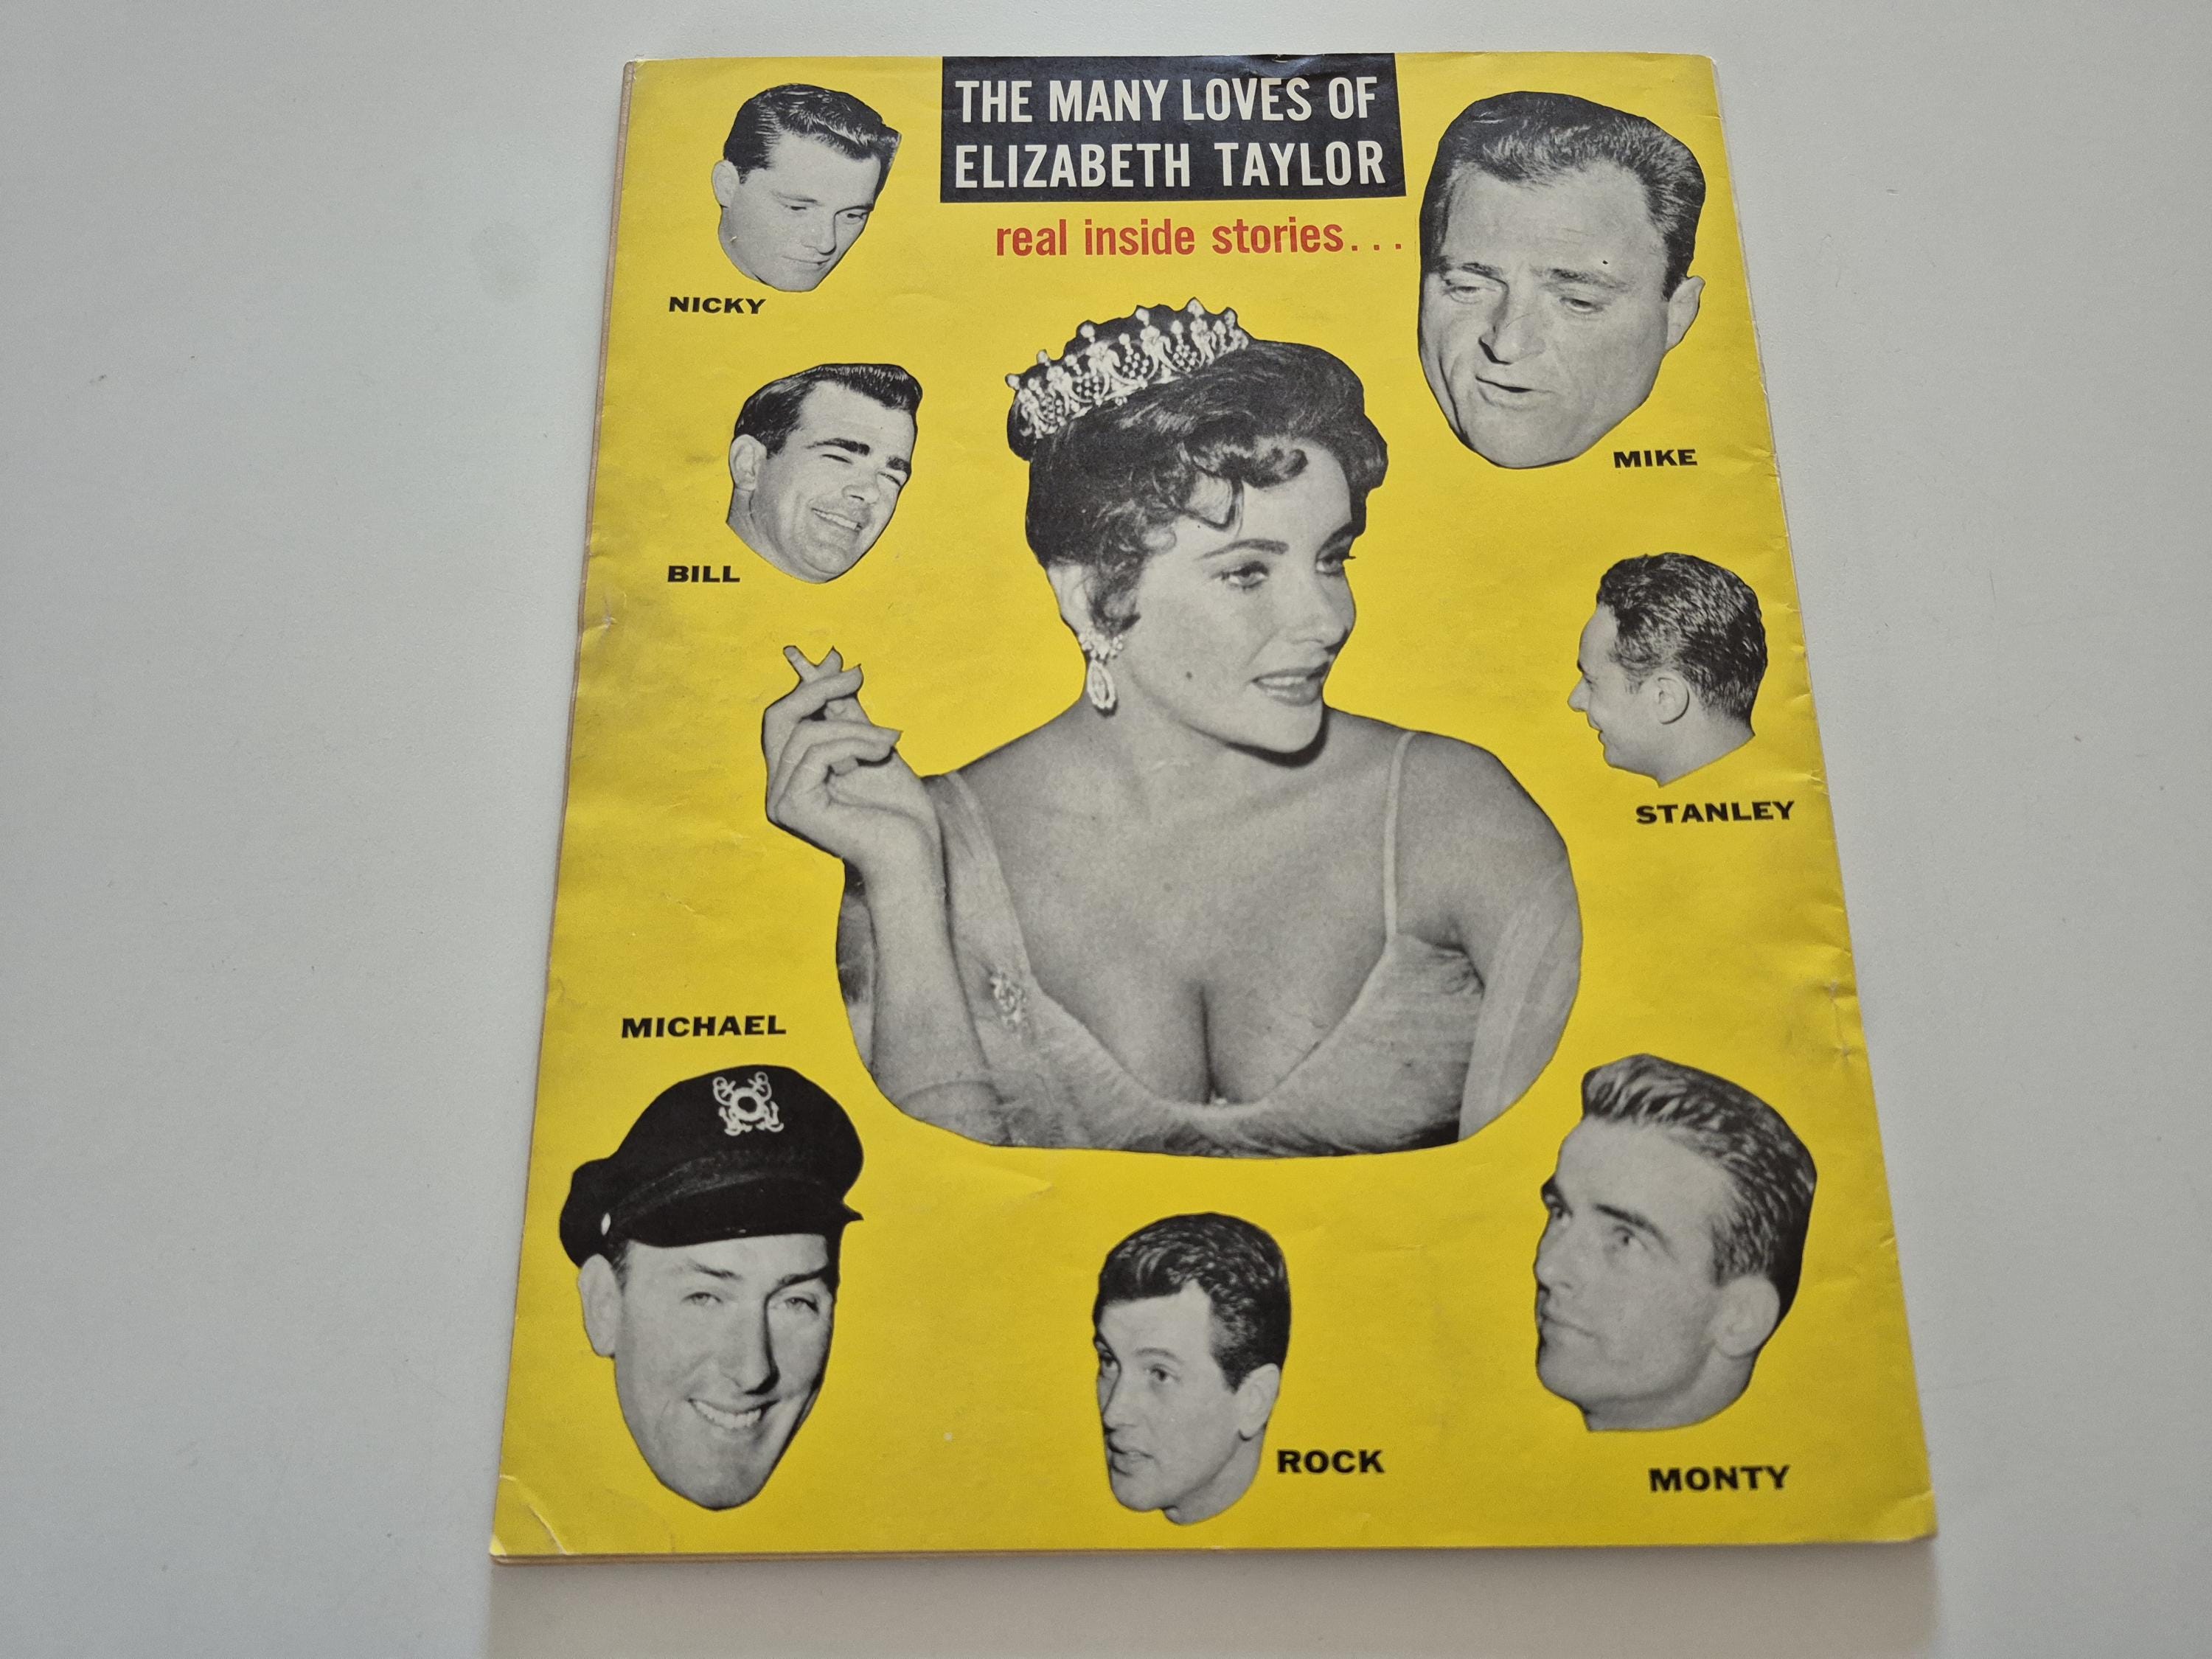 THE MANY LOVES OF
ELIZABETH TAYLOR
real inside stories...
NICKY
MIKE
BILL
STANLEY
MICHAEL
ROCK
MONTY